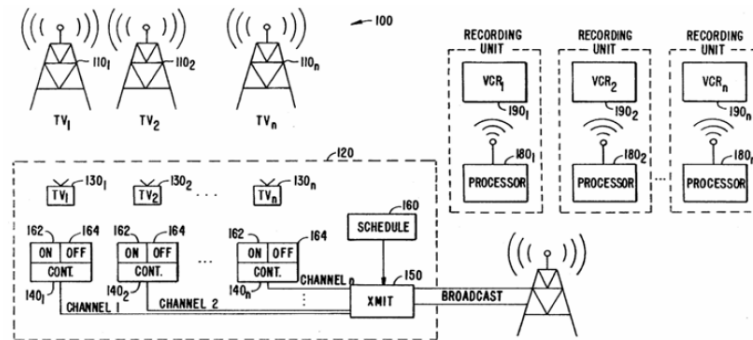 100
110₁ 110₂ 110ₙ
TV₁ TV₂ TVₙ
RECORDING UNIT RECORDING UNIT RECORDING UNIT
VCR₁ VCR₂ VCRₙ
190₁ 190₂ 190ₙ
180₁ 180₂ 180ₙ
PROCESSOR PROCESSOR ... PROCESSOR
120
TV₁ 130₁ TV₂ 130₂ ... TVₙ 130ₙ
162 164 162 164 162 164
ON OFF ON OFF ... ON OFF
CONT. CONT. CONT.
140₁ 140₂ 140ₙ
160
SCHEDULE
CHANNEL n
150
XMIT
CHANNEL 1 CHANNEL 2
BROADCAST